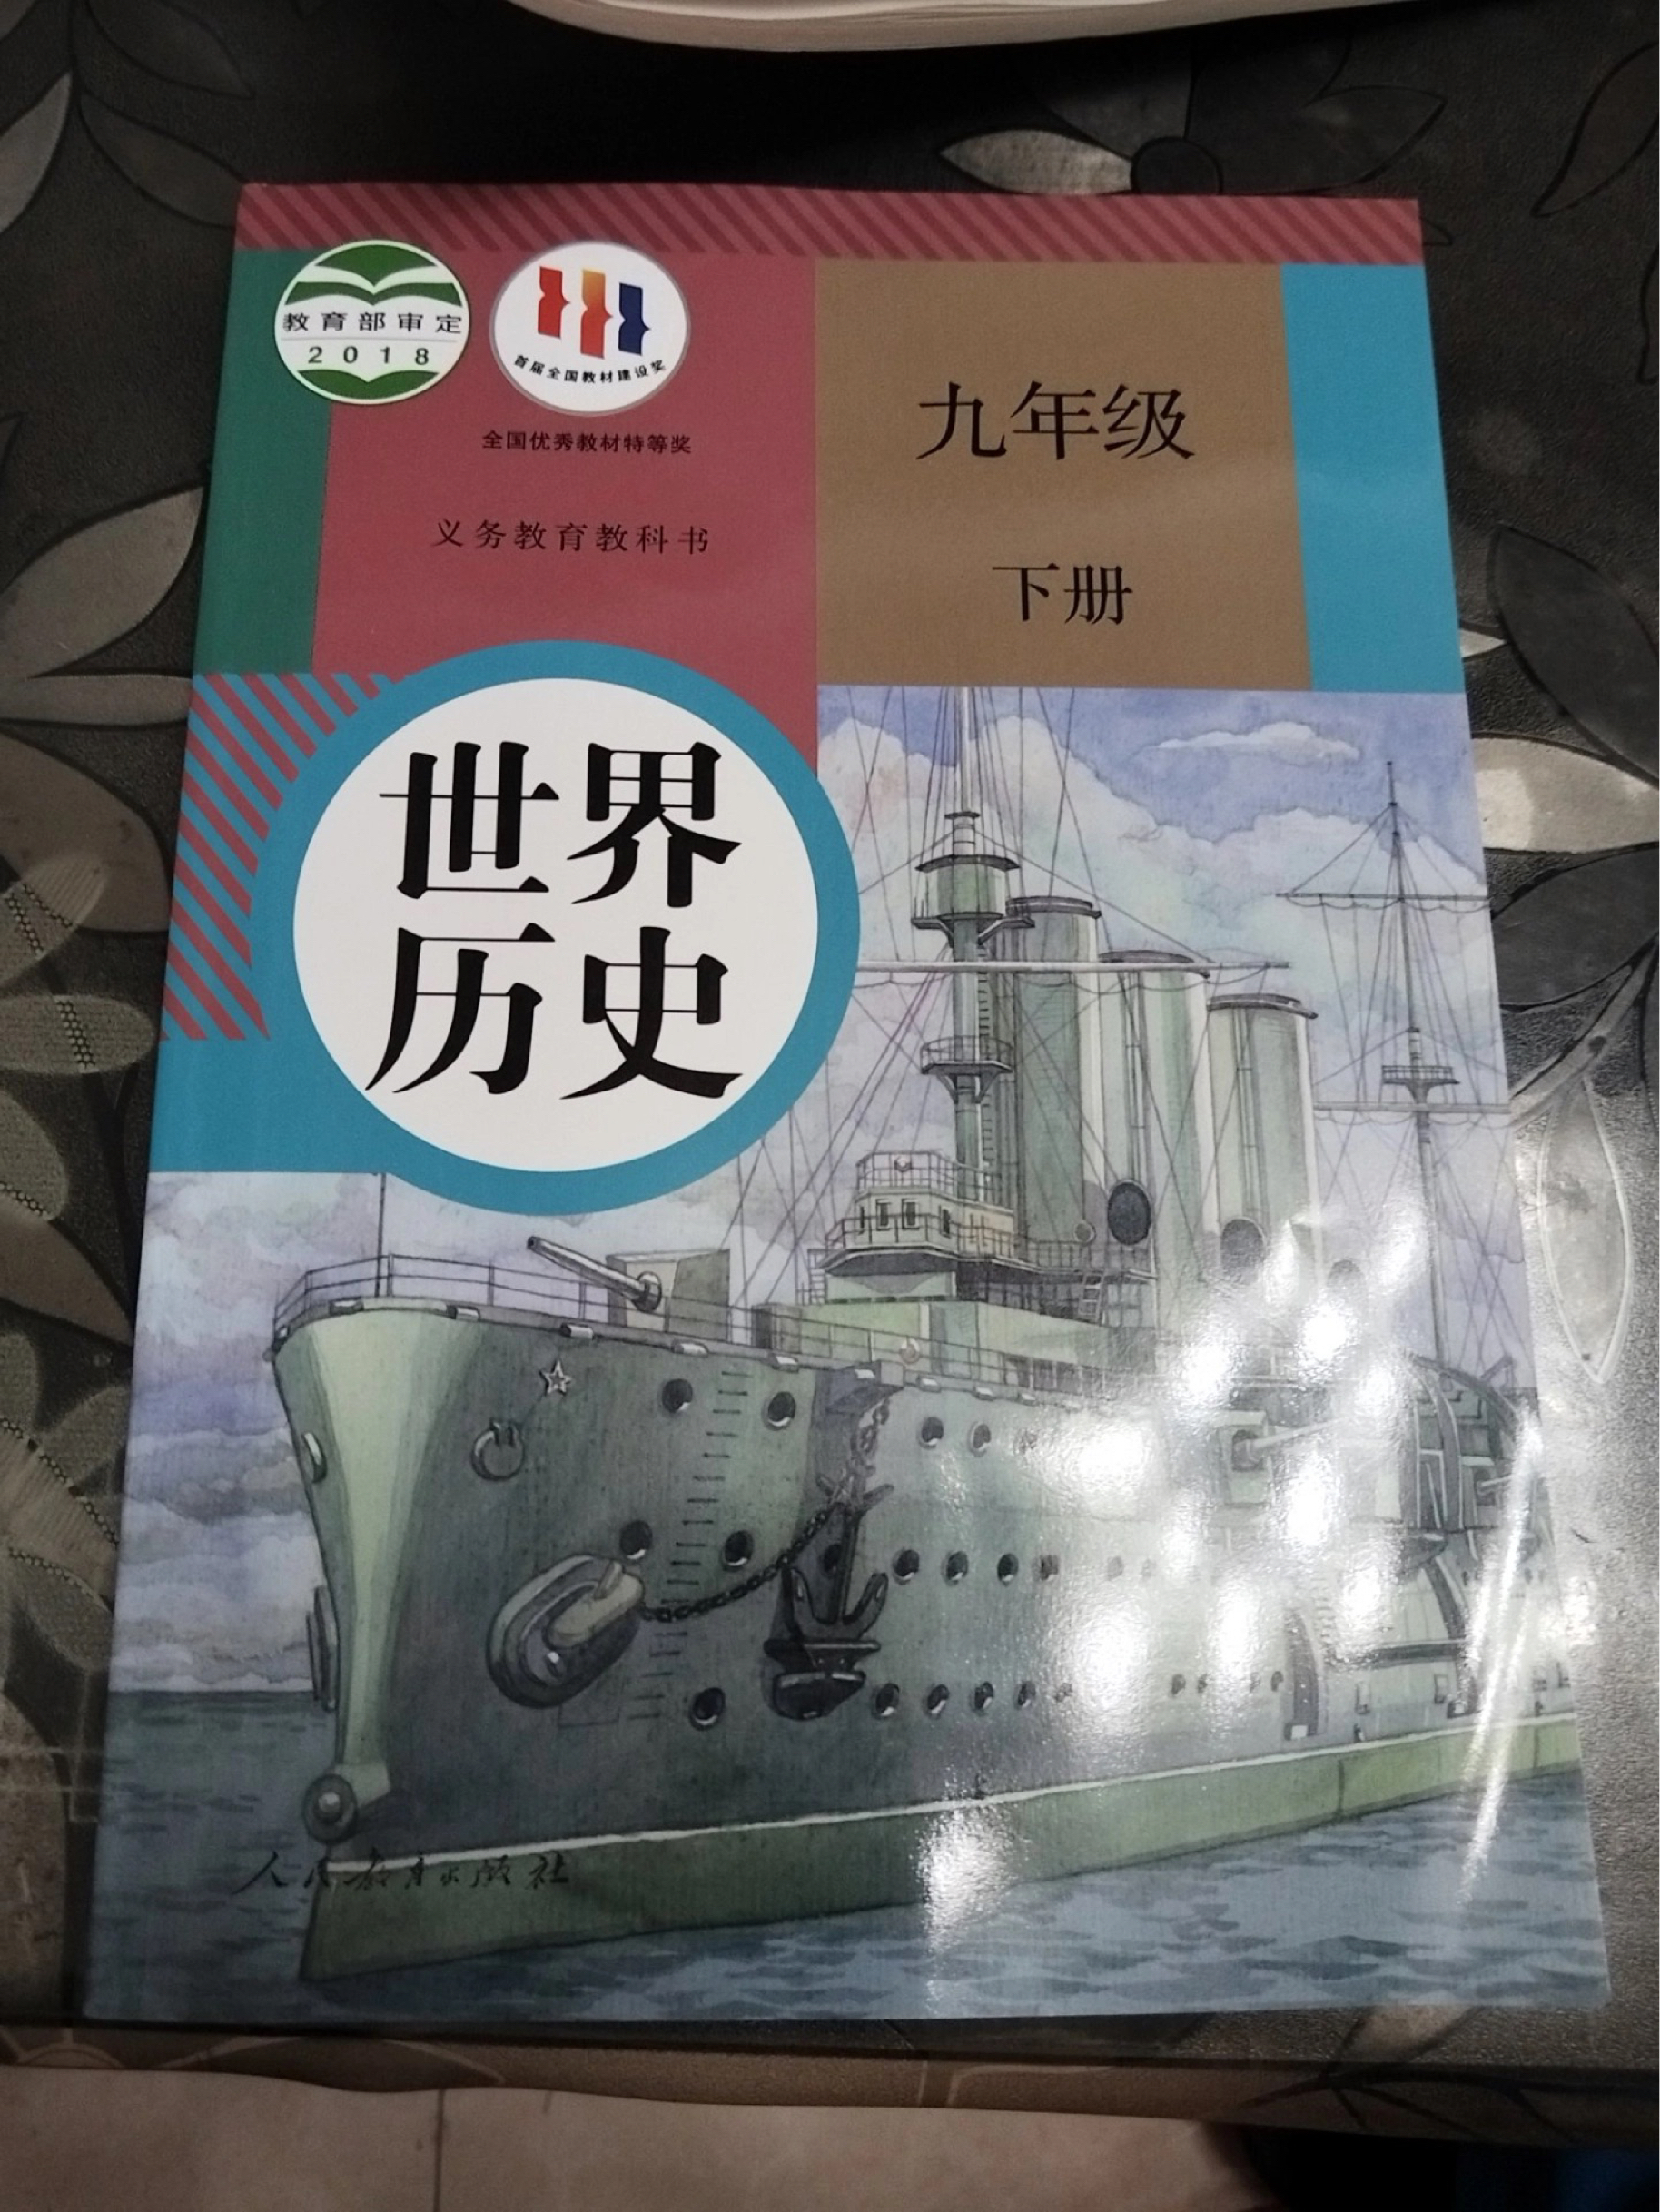 教育部审定
2018
首届全国教材建设奖
全国优秀教材特等奖
义务教育教科书
九年级
下册
世界
历史
人民教育出版社